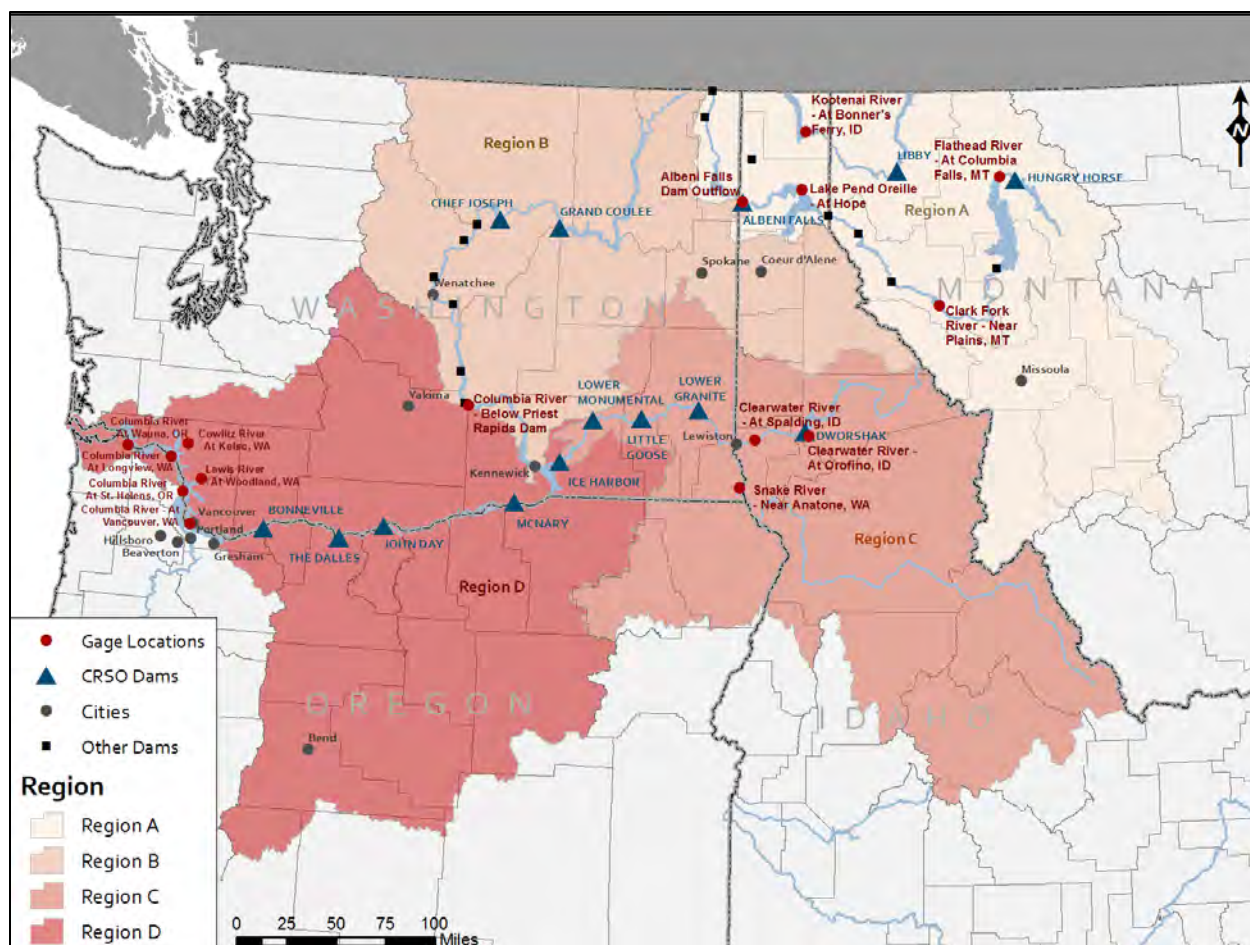 Kootenai River
- At Bonner's
Ferry, ID
Region B
Flathead River
- At Columbia
Falls, MT
LIBBY
HUNGRY HORSE
Albeni Falls
Dam Outflow
Lake Pend Oreille
- At Hope
Region A
CHIEF JOSEPH
GRAND COULEE
ALBENI FALLS
Spokane
Coeur d'Alene
Wenatchee
WASHINGTON
MONTANA
Clark Fork
River - Near
Plains, MT
Missoula
LOWER
MONUMENTAL
LOWER
GRANITE
Yakima
Columbia River
- Below Priest
Rapids Dam
Clearwater River
- At Spalding, ID
LITTLE
GOOSE
Lewiston
DWORSHAK
Clearwater River -
At Orofino, ID
Columbia River
At Wauna, OR
Cowlitz River
At Kelso, WA
Columbia River
At Longview, WA
Lewis River
At Woodland, WA
Kennewick
ICE HARBOR
Snake River
- Near Anatone, WA
Columbia River -
At St. Helens, OR
Columbia River - At
Vancouver, WA
Vancouver
BONNEVILLE
MCNARY
Portland
Hillsboro
Beaverton
Gresham
THE DALLES
JOHN DAY
Region C
Region D
OREGON
IDAHO
Bend
Gage Locations
CRSO Dams
Cities
Other Dams
Region
Region A
Region B
Region C
Region D
0 25 50 75 100
Miles
N